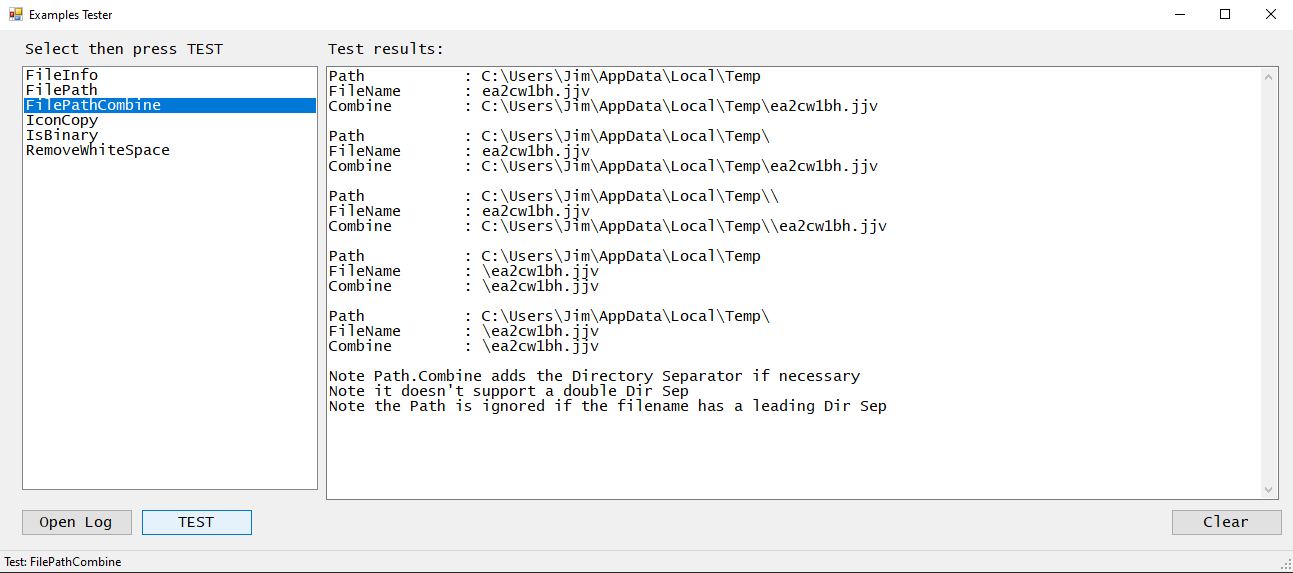 Examples Tester
Select then press TEST
Test results:
FileInfo
FilePath
FilePathCombine
IconCopy
IsBinary
RemoveWhiteSpace
Path : C:\Users\Jim\AppData\Local\Temp
FileName : ea2cw1bh.jjv
Combine : C:\Users\Jim\AppData\Local\Temp\ea2cw1bh.jjv
Path : C:\Users\Jim\AppData\Local\Temp\
FileName : ea2cw1bh.jjv
Combine : C:\Users\Jim\AppData\Local\Temp\ea2cw1bh.jjv
Path : C:\Users\Jim\AppData\Local\Temp\\
FileName : ea2cw1bh.jjv
Combine : C:\Users\Jim\AppData\Local\Temp\\ea2cw1bh.jjv
Path : C:\Users\Jim\AppData\Local\Temp
FileName : \ea2cw1bh.jjv
Combine : \ea2cw1bh.jjv
Path : C:\Users\Jim\AppData\Local\Temp\
FileName : \ea2cw1bh.jjv
Combine : \ea2cw1bh.jjv
Note Path.Combine adds the Directory Separator if necessary
Note it doesn't support a double Dir Sep
Note the Path is ignored if the filename has a leading Dir Sep
Open Log
TEST
Clear
Test: FilePathCombine